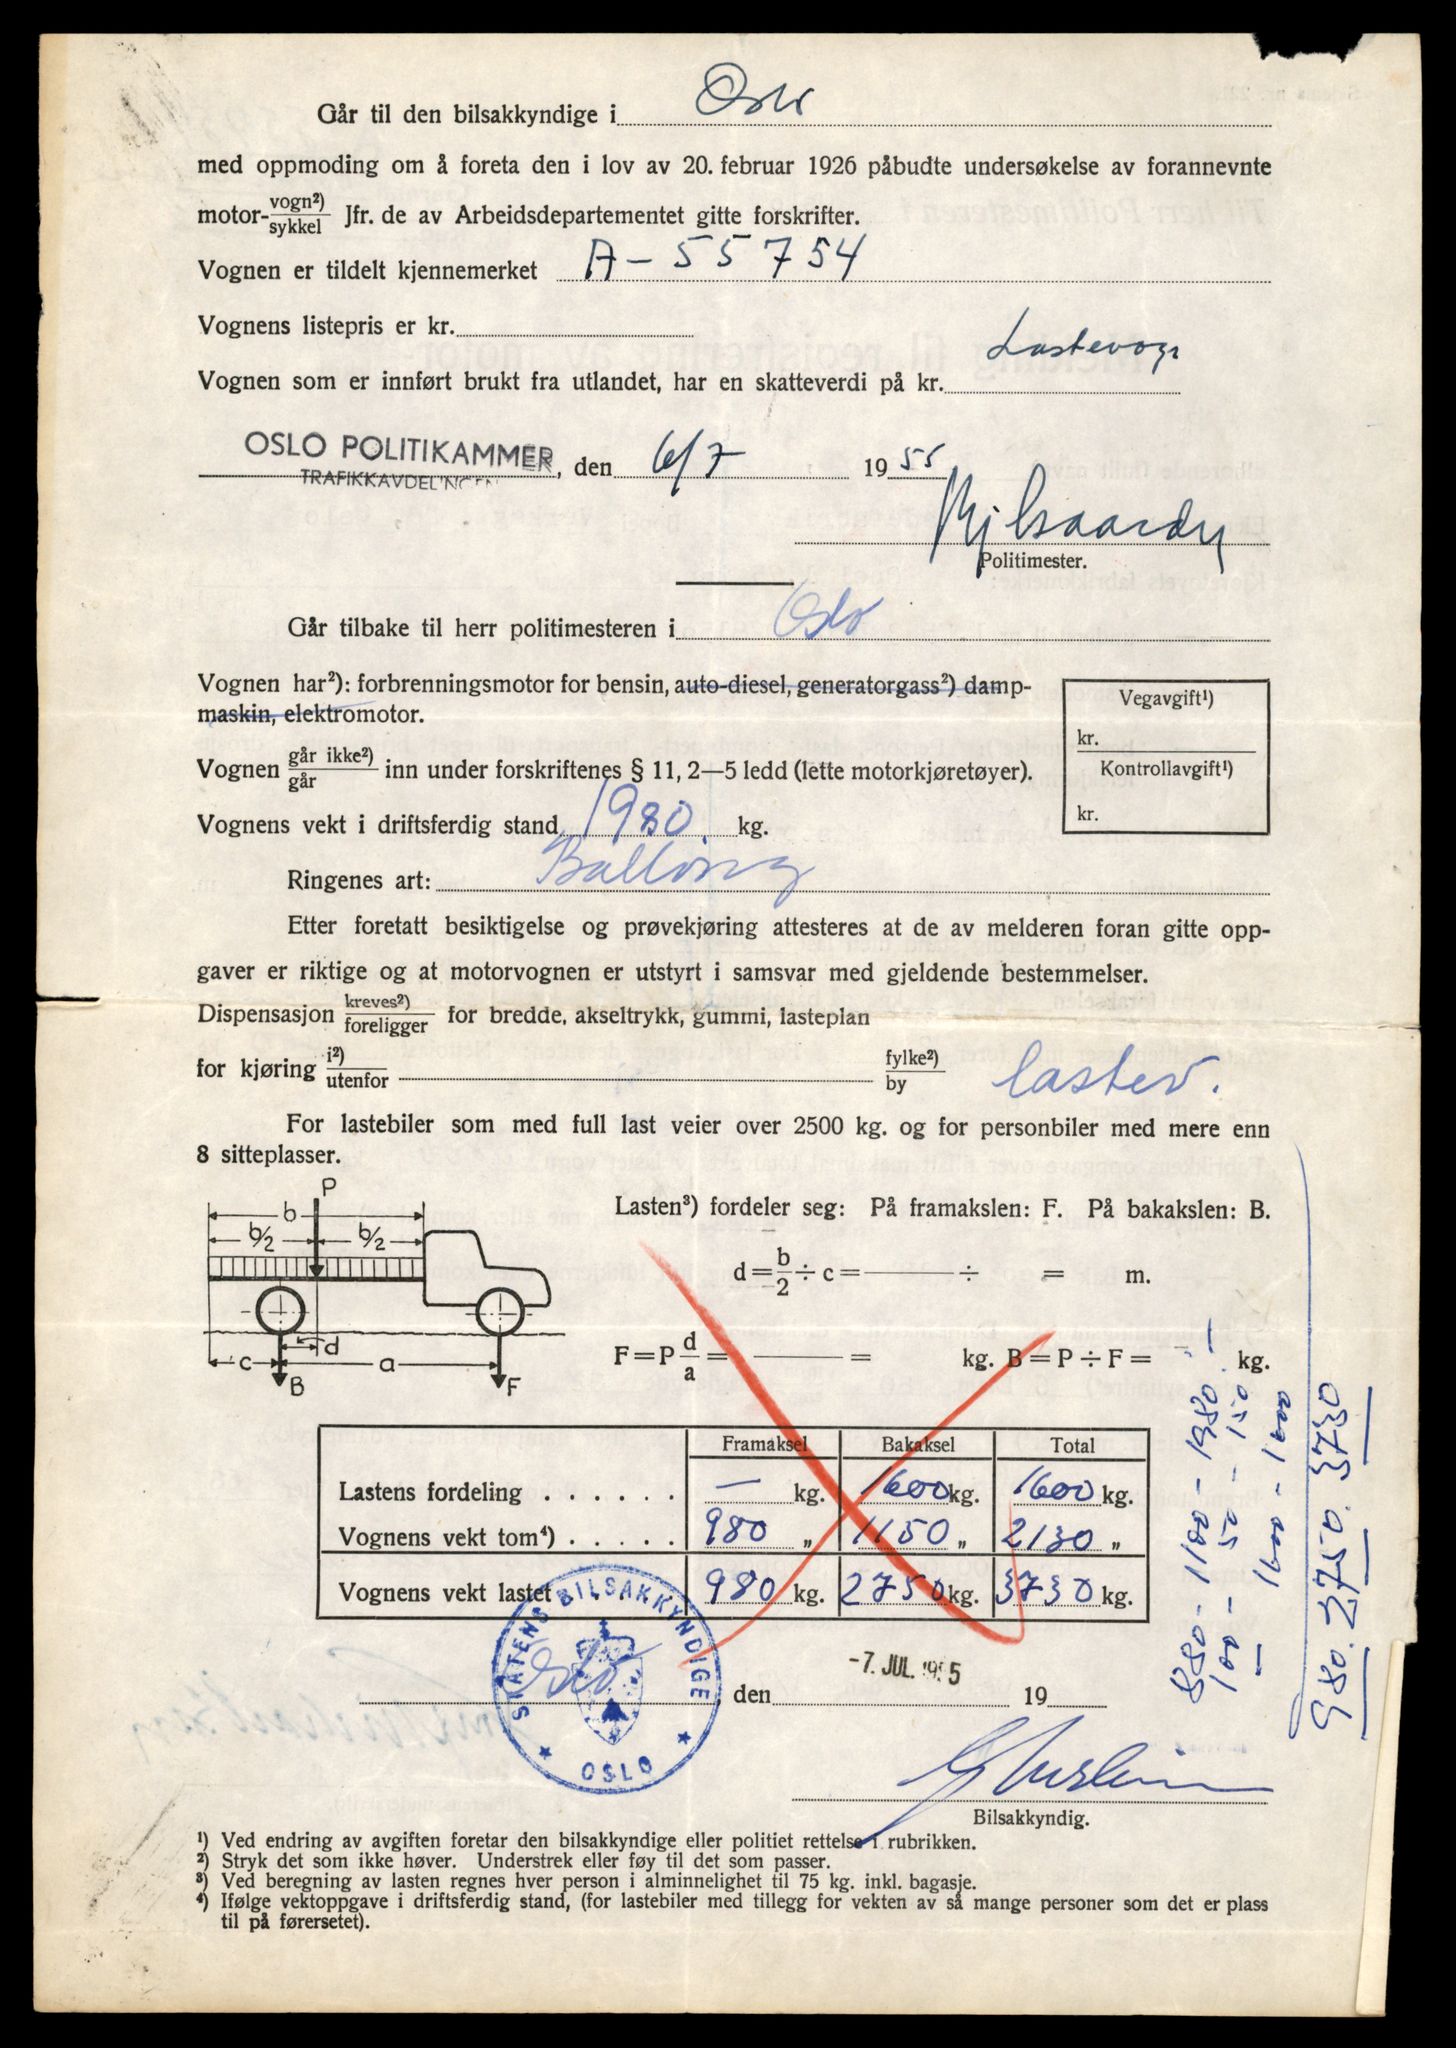 Går til den bilsakkyndige i Oslo
med oppmoding om å foreta den i lov av 20. februar 1926 påbudte undersøkelse av forannevnte
motor- vogn²) / sykkel Jfr. de av Arbeidsdepartementet gitte forskrifter.
Vognen er tildelt kjennemerket A-55754
Vognens listepris er kr.
Lastevogn
Vognen som er innført brukt fra utlandet, har en skatteverdi på kr.
OSLO POLITIKAMMER, den 6/7 1955
TRAFIKKAVDELINGEN
Politimester.
Går tilbake til herr politimesteren i Oslo
Vognen har²): forbrenningsmotor for bensin, auto-diesel, generatorgass²) damp-
maskin, elektromotor.
Vegavgift¹)
kr.
Kontrollavgift¹)
kr.
Vognen går ikke²) / går inn under forskriftenes § 11, 2—5 ledd (lette motorkjøretøyer).
Vognens vekt i driftsferdig stand 1980 kg.
Ringenes art: Ballong
Etter foretatt besiktigelse og prøvekjøring attesteres at de av melderen foran gitte opp-
gaver er riktige og at motorvognen er utstyrt i samsvar med gjeldende bestemmelser.
Dispensasjon kreves²) / foreligger for bredde, akseltrykk, gummi, lasteplan
for kjøring i²) / utenfor fylke²) / by lastev.
For lastebiler som med full last veier over 2500 kg. og for personbiler med mere enn
8 sitteplasser.
P
b
b/2 b/2
d
c a
B F
Lasten³) fordeler seg: På framakslen: F. På bakakslen: B.
d = b/2 ÷ c = ——— ÷ = m.
F = P d/a = ——— = kg. B = P ÷ F = kg.
Framaksel Bakaksel Total
Lastens fordeling . . . . . . — kg. 1600 kg. 1600 kg.
Vognens vekt tom⁴) . . . . . 980 „ 1150 „ 2130 „
Vognens vekt lastet . . 980 kg. 2750 kg. 3730 kg.
880 - 1100 - 1980
100 - 50 - 150
— 1600 - 1600
980. 2750. 3730
STATENS BILSAKKYNDIGE
OSLO
Oslo, den -7. JUL. 1955 19
Bilsakkyndig.
¹) Ved endring av avgiften foretar den bilsakkyndige eller politiet rettelse i rubrikken.
²) Stryk det som ikke høver. Understrek eller føy til det som passer.
³) Ved beregning av lasten regnes hver person i alminnelighet til 75 kg. inkl. bagasje.
⁴) Ifølge vektoppgave i driftsferdig stand, (for lastebiler med tillegg for vekten av så mange personer som det er plass
til på førersetet).